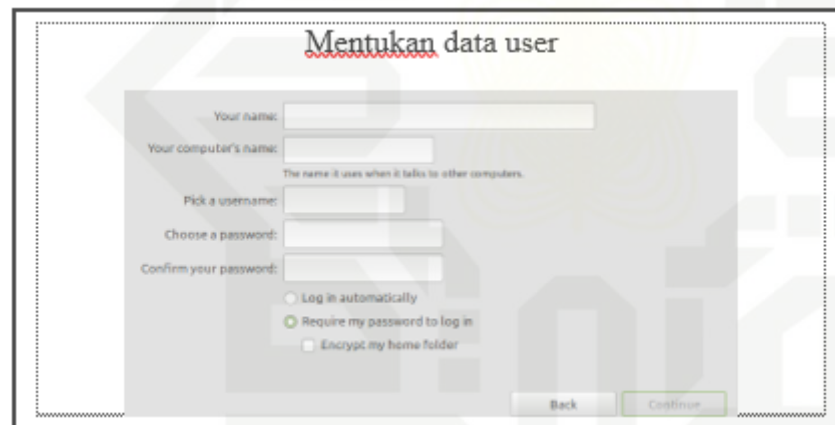 Mentukan data user
Your name:
Your computer's name:
The name it uses when it talks to other computers.
Pick a username:
Choose a password:
Confirm your password:
Log in automatically
Require my password to log in
Encrypt my home folder
Back Continue